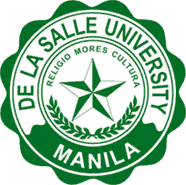 DE LA SALLE UNIVERSITY
RELIGIO MORES CULTURA
MANILA